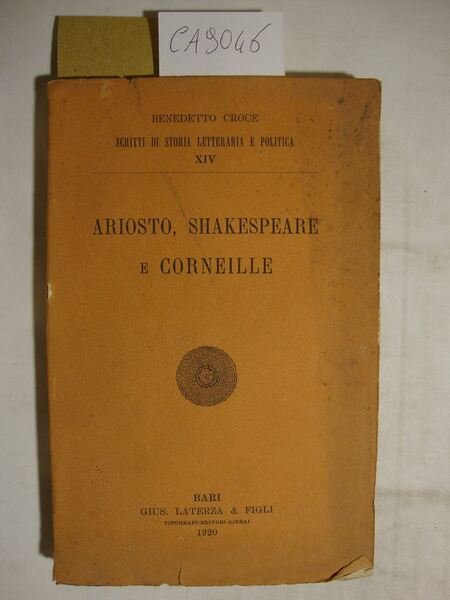 CA9046
BENEDETTO CROCE
SCRITTI DI STORIA LETTERARIA E POLITICA
XIV
ARIOSTO, SHAKESPEARE
E CORNEILLE
BARI
GIUS. LATERZA & FIGLI
TIPOGRAFI-EDITORI-LIBRAI
1920